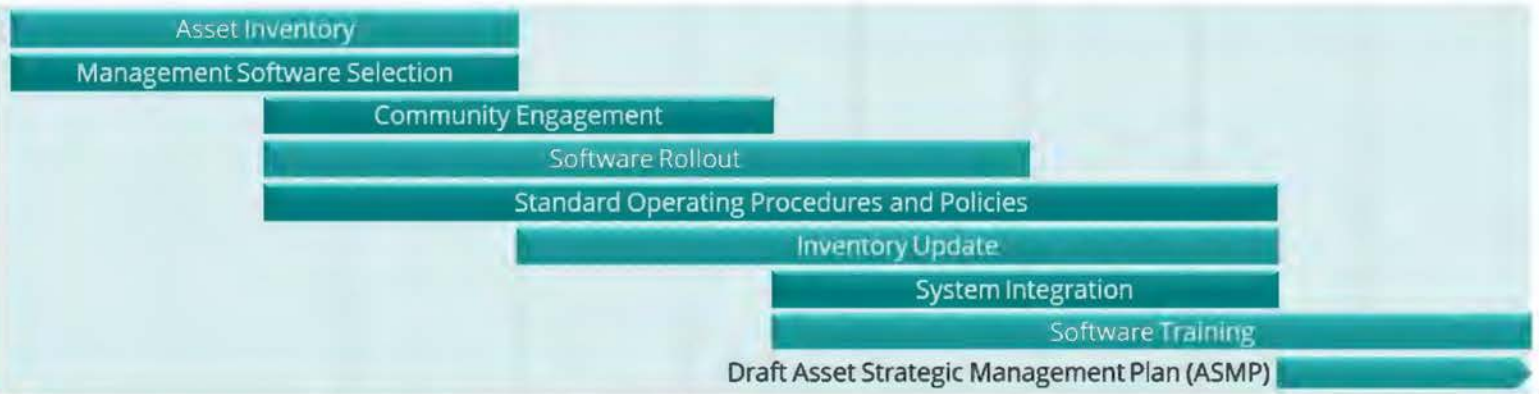 Asset Inventory
Management Software Selection
Community Engagement
Software Rollout
Standard Operating Procedures and Policies
Inventory Update
System Integration
Software Training
Draft Asset Strategic Management Plan (ASMP)